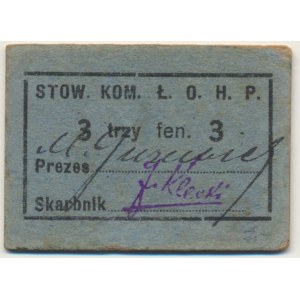 STOW. KOM. Ł. O. H. P.
3 trzy fen. 3
Prezes
Skarbnik